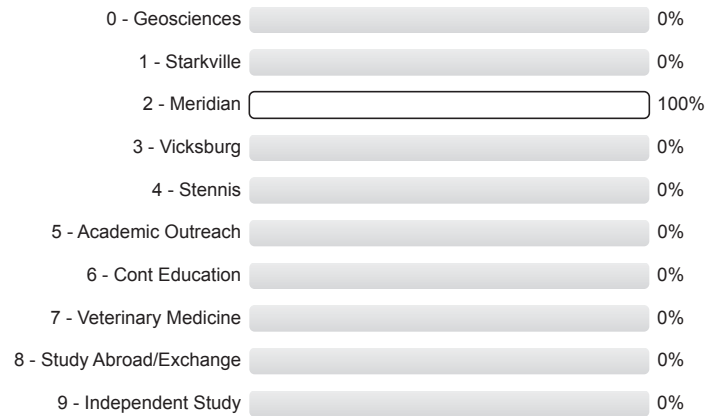 0 - Geosciences 0%
1 - Starkville 0%
2 - Meridian 100%
3 - Vicksburg 0%
4 - Stennis 0%
5 - Academic Outreach 0%
6 - Cont Education 0%
7 - Veterinary Medicine 0%
8 - Study Abroad/Exchange 0%
9 - Independent Study 0%